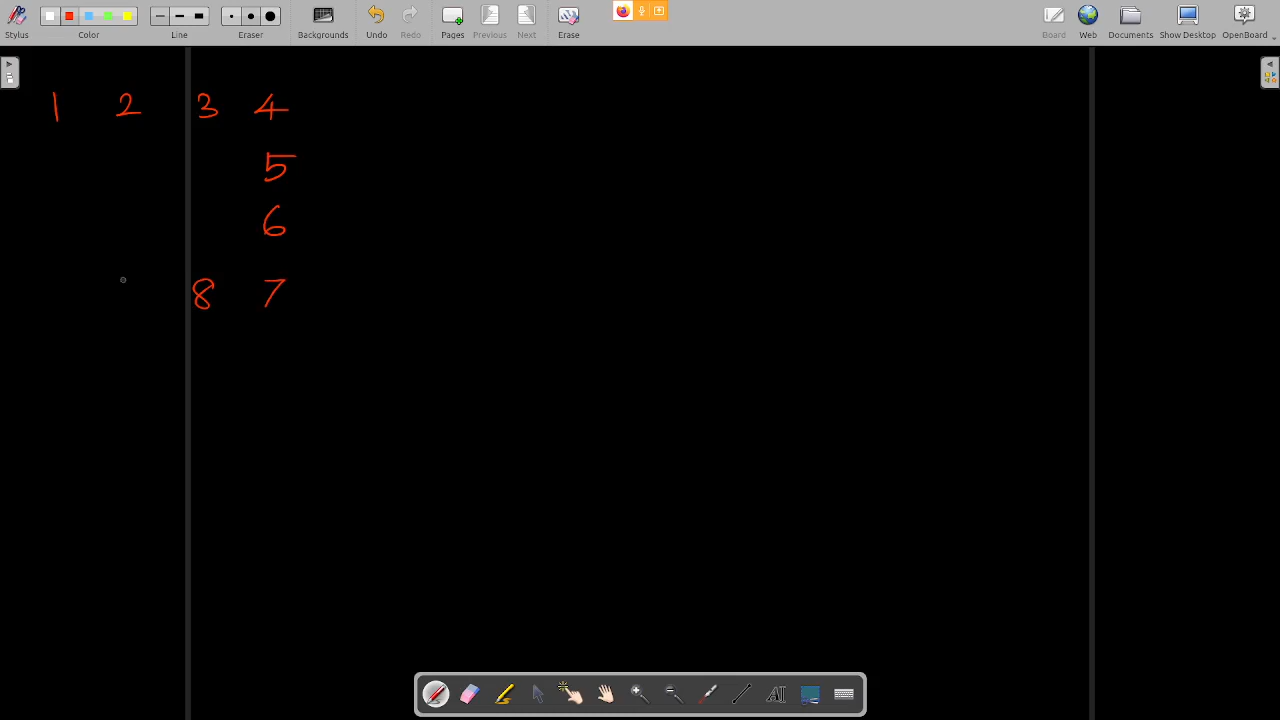 Stylus Color Line Eraser Backgrounds Undo Redo Pages Previous Next Erase Board Web Documents Show Desktop OpenBoard
1 2 3 4
5
6
8 7
AI